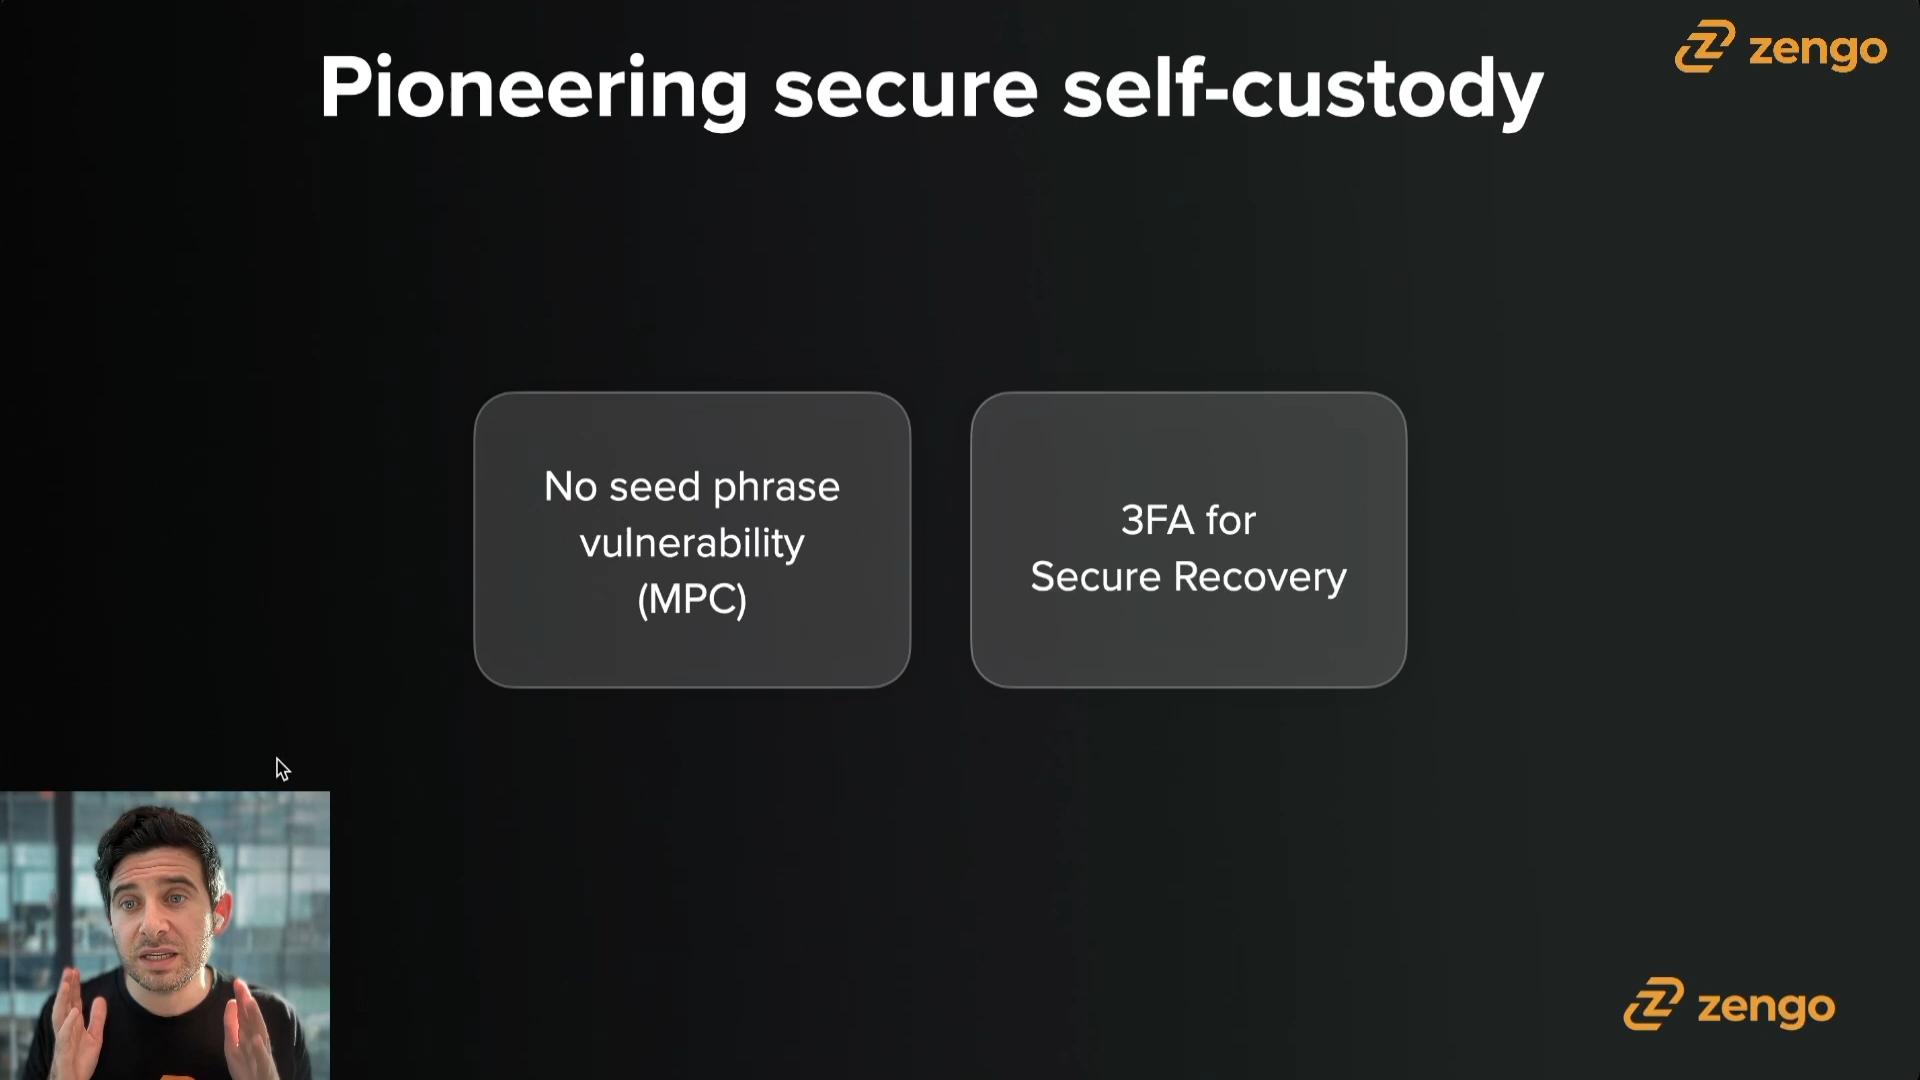 zengo
Pioneering secure self-custody
No seed phrase
vulnerability
(MPC)
3FA for
Secure Recovery
zengo